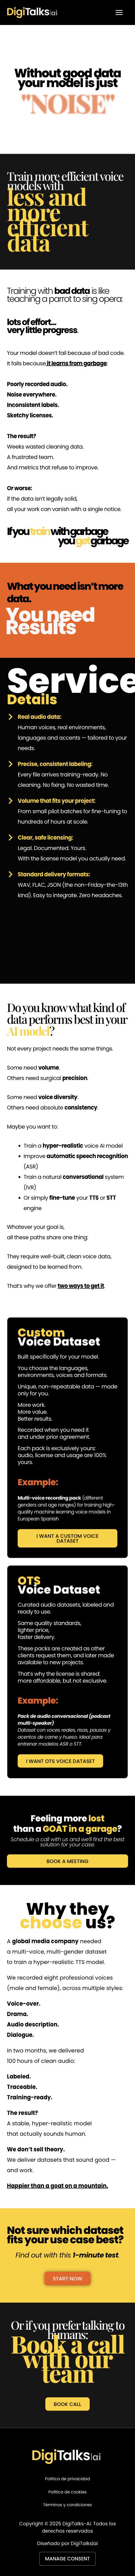 DigiTalks|ai
Without good data
your model is just
"NOISE"
Train more efficient voice
models with
less and
more
efficient
data
Training with bad data is like
teaching a parrot to sing opera:
lots of effort...
very little progress.
Your model doesn't fail because of bad code.
It fails because it learns from garbage:
Poorly recorded audio.
Noise everywhere.
Inconsistent labels.
Sketchy licenses.
The result?
Weeks wasted cleaning data.
A frustrated team.
And metrics that refuse to improve.
Or worse:
if the data isn't legally solid,
all your work can vanish with a single notice.
If you train with garbage
you get garbage
What you need isn't more
data.
You need
Results
Service
Details
Real audio data:
Human voices, real environments,
languages and accents — tailored to your
needs.
Precise, consistent labeling:
Every file arrives training-ready. No
cleaning. No fixing. No wasted time.
Volume that fits your project:
From small pilot batches for fine-tuning to
hundreds of hours at scale.
Clear, safe licensing:
Legal. Documented. Yours.
With the license model you actually need.
Standard delivery formats:
WAV, FLAC, JSON (the non-Friday-the-13th
kind). Easy to integrate. Zero headaches.
Do you know what kind of
data performs best in your
AI model?
Not every project needs the same things.
Some need volume.
Others need surgical precision.
Some need voice diversity.
Others need absolute consistency.
Maybe you want to:
• Train a hyper-realistic voice AI model
• Improve automatic speech recognition
(ASR)
• Train a natural conversational system
(IVR)
• Or simply fine-tune your TTS or STT
engine
Whatever your goal is,
all these paths share one thing:
They require well-built, clean voice data,
designed to be learned from.
That's why we offer two ways to get it.
Custom
Voice Dataset
Built specifically for your model.
You choose the languages,
environments, voices and formats.
Unique, non-repeatable data — made
only for you.
More work.
More value.
Better results.
Recorded when you need it
and under prior agreement.
Each pack is exclusively yours:
audio, license and usage are 100%
yours.
Example:
Multi-voice recording pack (different
genders and age ranges) for training high-
quality machine learning voice models in
European Spanish
I WANT A CUSTOM VOICE
DATASET
OTS
Voice Dataset
Curated audio datasets, labeled and
ready to use.
Same quality standards,
lighter price,
faster delivery.
These packs are created as other
clients request them, and later made
available to new projects.
That's why the license is shared:
more affordable, but not exclusive.
Example:
Pack de audio conversacional (podcast
multi-speaker)
Dataset con voces reales, risas, pausas y
acentos de carne y hueso. Ideal para
entrenar modelos ASR o STT.
I WANT OTS VOICE DATASET
Feeling more lost
than a GOAT in a garage?
Schedule a call with us and we'll find the best
solution for your case.
BOOK A MEETING
Why they
choose us?
A global media company needed
a multi-voice, multi-gender dataset
to train a hyper-realistic TTS model.
We recorded eight professional voices
(male and female), across multiple styles:
Voice-over.
Drama.
Audio description.
Dialogue.
In two months, we delivered
100 hours of clean audio:
Labeled.
Traceable.
Training-ready.
The result?
A stable, hyper-realistic model
that actually sounds human.
We don't sell theory.
We deliver datasets that sound good —
and work.
Happier than a goat on a mountain.
Not sure which dataset
fits your use case best?
Find out with this 1-minute test.
START NOW
Or if you prefer talking to
humans:
Book a call
with our
team
BOOK CALL
DigiTalks|ai
Política de privacidad
Política de cookies
Términos y condiciones
Copyright © 2025 DigiTalks-AI. Todos los
derechos reservados
Diseñado por DigiTalks|ai
MANAGE CONSENT